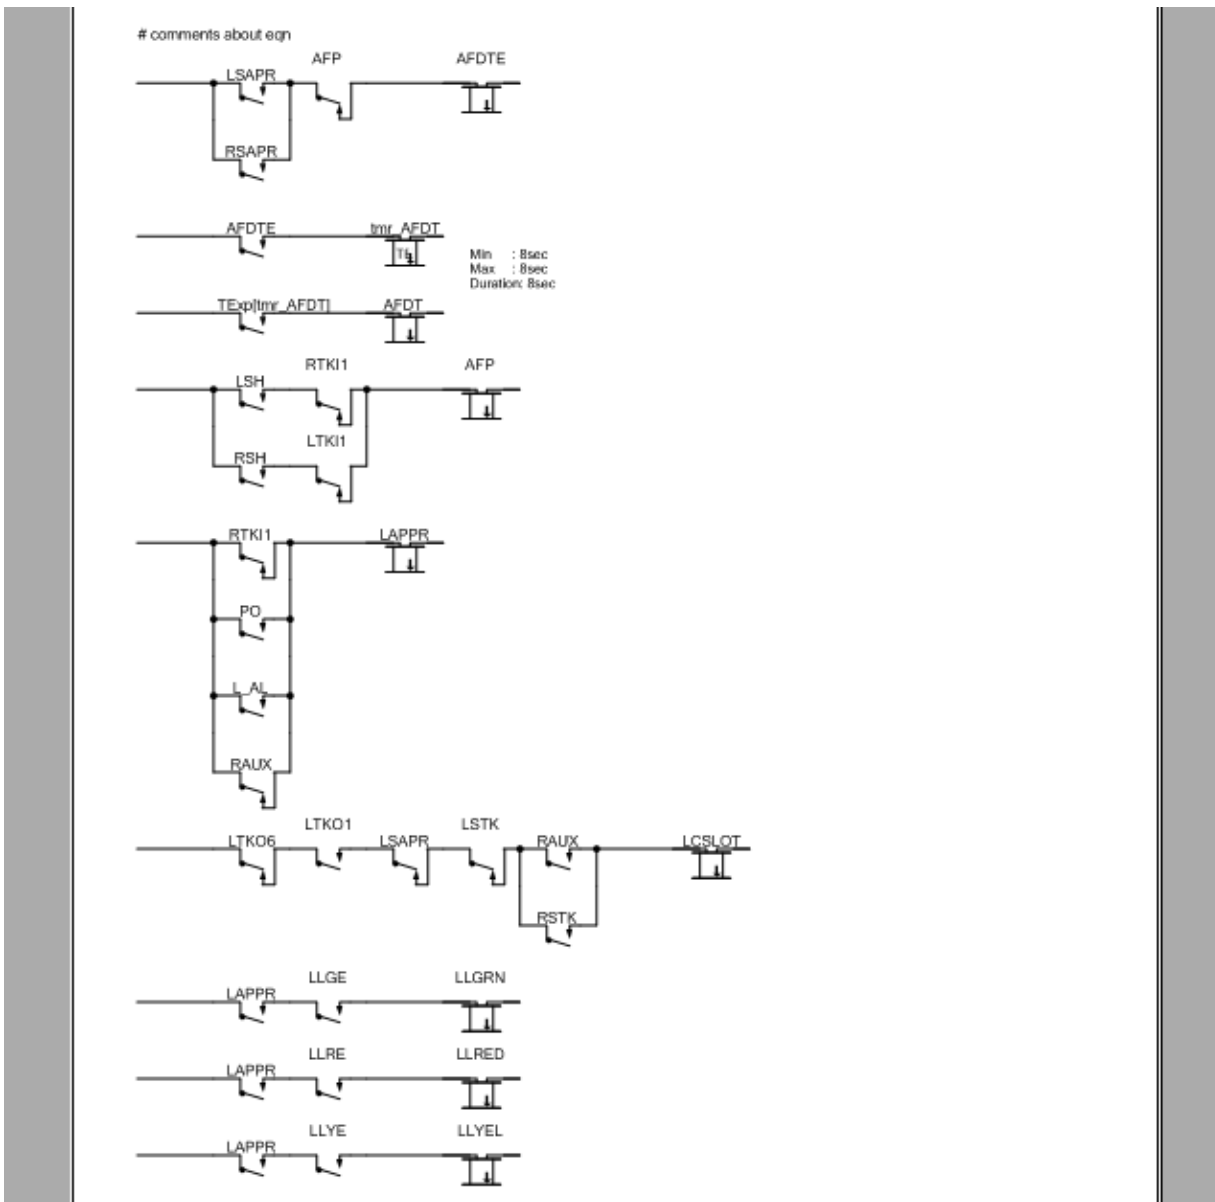 # comments about eqn
AFP AFDTE
LSAPR
RSAPR
AFDTE tmr_AFDT
TE
Min : 8sec
Max : 8sec
Duration: 8sec
TExp[tmr_AFDT] AFDT
RTKI1 AFP
LSH
LTKI1
RSH
RTKI1 LAPPR
PO
L_AL
RAUX
LTKO1 LSTK
LTKO6 LSAPR RAUX LCSLOT
RSTK
LLGE LLGRN
LAPPR
LLRE LLRED
LAPPR
LLYE LLYEL
LAPPR